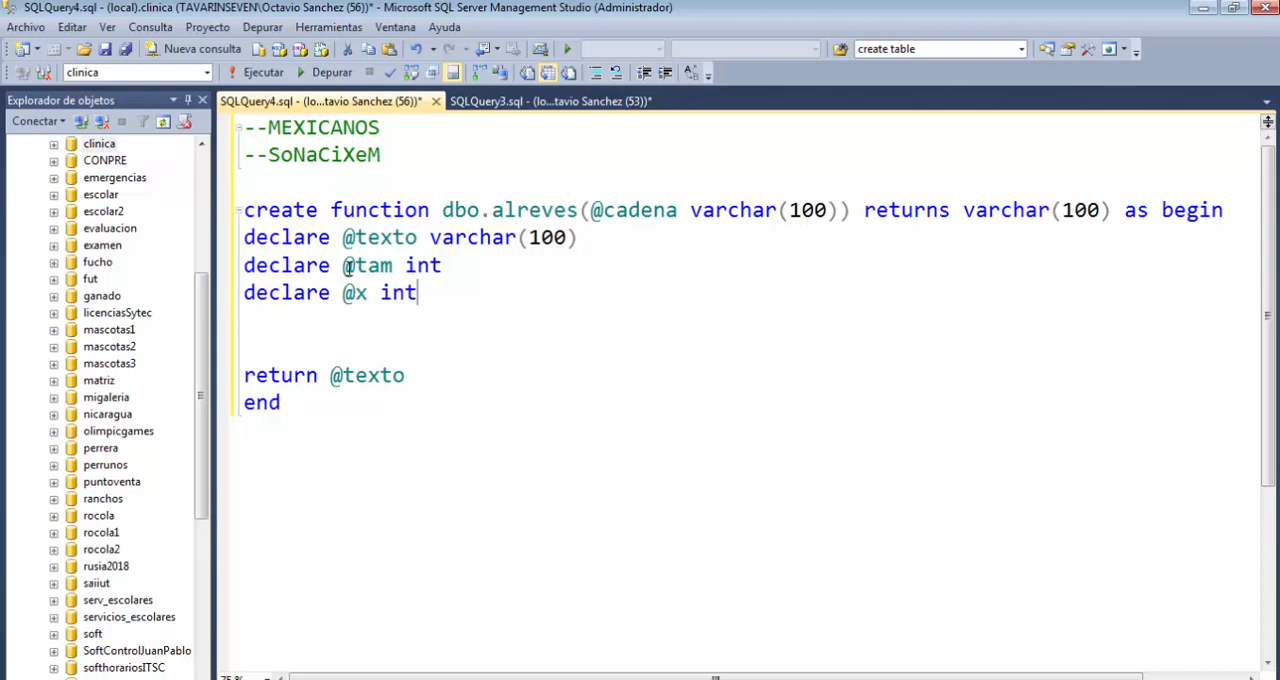 SQLQuery4.sql - (local).clinica (TAVARINSEVEN\Octavio Sanchez (56))* - Microsoft SQL Server Management Studio (Administrador)
Archivo Editar Ver Consulta Proyecto Depurar Herramientas Ventana Ayuda
Nueva consulta create table
clinica Ejecutar Depurar
Explorador de objetos
SQLQuery4.sql - (lo...tavio Sanchez (56))* SQLQuery3.sql - (lo...tavio Sanchez (53))*
Conectar
clinica
CONPRE
emergencias
escolar
escolar2
evaluacion
examen
fucho
fut
ganado
licenciasSytec
mascotas1
mascotas2
mascotas3
matriz
migaleria
nicaragua
olimpicgames
perrera
perrunos
puntoventa
ranchos
rocola
rocola1
rocola2
rusia2018
saiiut
serv_escolares
servicios_escolares
soft
SoftControlJuanPablo
softhorariosITSC
--MEXICANOS
--SoNaCiXeM
create function dbo.alreves(@cadena varchar(100)) returns varchar(100) as begin
declare @texto varchar(100)
declare @tam int
declare @x int
return @texto
end
75 %